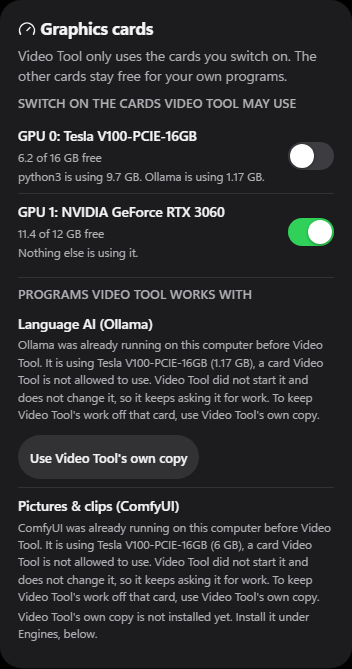 Graphics cards
Video Tool only uses the cards you switch on. The
other cards stay free for your own programs.
SWITCH ON THE CARDS VIDEO TOOL MAY USE
GPU 0: Tesla V100-PCIE-16GB
6.2 of 16 GB free
python3 is using 9.7 GB. Ollama is using 1.17 GB.
GPU 1: NVIDIA GeForce RTX 3060
11.4 of 12 GB free
Nothing else is using it.
PROGRAMS VIDEO TOOL WORKS WITH
Language AI (Ollama)
Ollama was already running on this computer before Video
Tool. It is using Tesla V100-PCIE-16GB (1.17 GB), a card Video
Tool is not allowed to use. Video Tool did not start it and
does not change it, so it keeps asking it for work. To keep
Video Tool's work off that card, use Video Tool's own copy.
Use Video Tool's own copy
Pictures & clips (ComfyUI)
ComfyUI was already running on this computer before Video
Tool. It is using Tesla V100-PCIE-16GB (6 GB), a card Video
Tool is not allowed to use. Video Tool did not start it and
does not change it, so it keeps asking it for work. To keep
Video Tool's work off that card, use Video Tool's own copy.
Video Tool's own copy is not installed yet. Install it under
Engines, below.